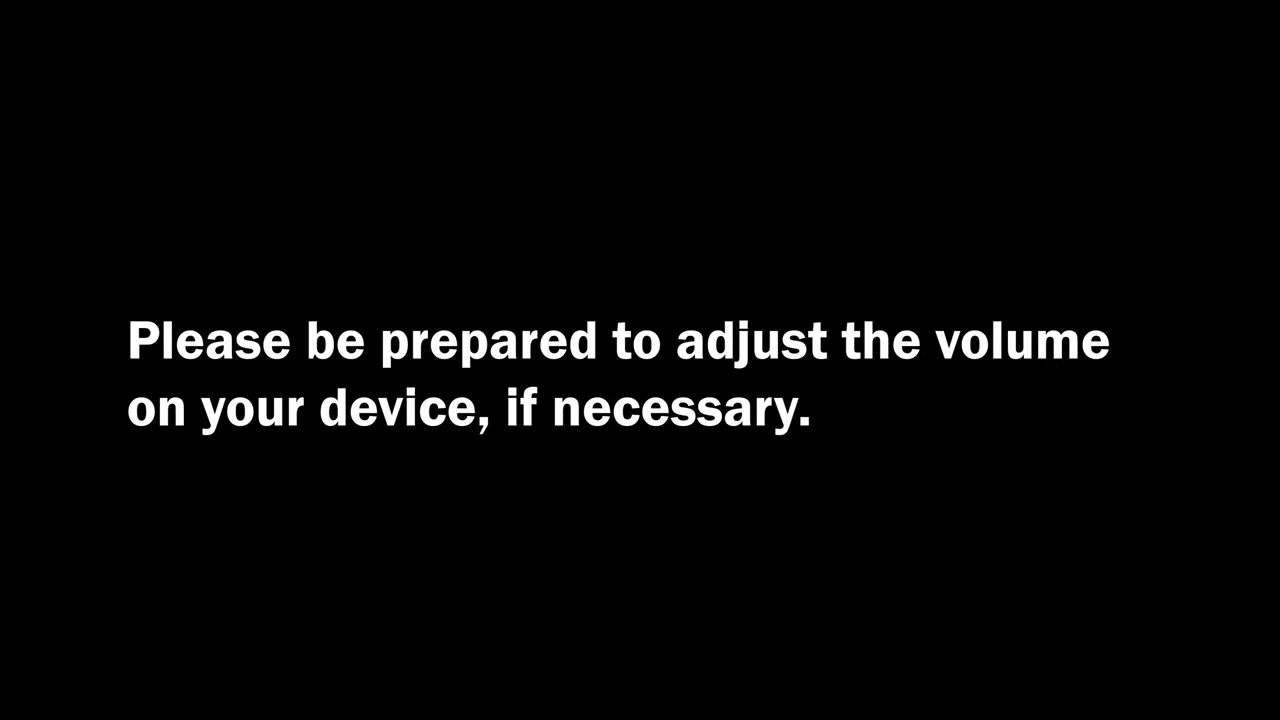 Please be prepared to adjust the volume
on your device, if necessary.